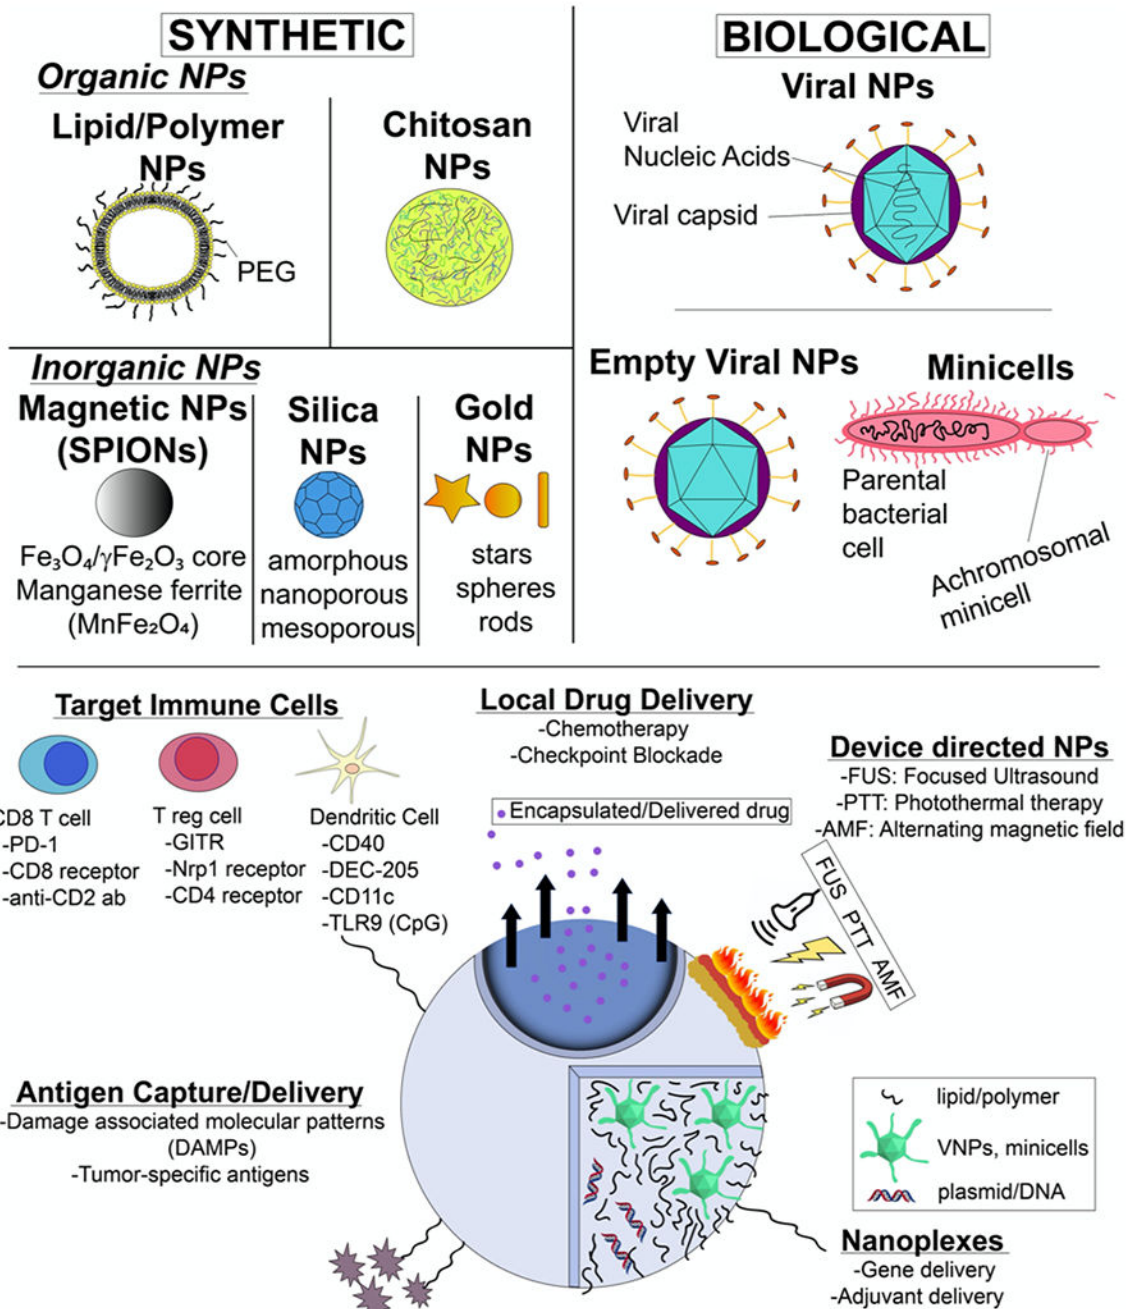 SYNTHETIC
Organic NPs
Lipid/Polymer
NPs
PEG
Chitosan
NPs
Inorganic NPs
Magnetic NPs
(SPIONs)
Fe₃O₄/γFe₂O₃ core
Manganese ferrite
(MnFe₂O₄)
Silica
NPs
amorphous
nanoporous
mesoporous
Gold
NPs
stars
spheres
rods
BIOLOGICAL
Viral NPs
Viral
Nucleic Acids
Viral capsid
Empty Viral NPs
Minicells
Parental
bacterial
cell
Achromosomal
minicell
Target Immune Cells
CD8 T cell
-PD-1
-CD8 receptor
-anti-CD2 ab
T reg cell
-GITR
-Nrp1 receptor
-CD4 receptor
Dendritic Cell
-CD40
-DEC-205
-CD11c
-TLR9 (CpG)
Local Drug Delivery
-Chemotherapy
-Checkpoint Blockade
Encapsulated/Delivered drug
Device directed NPs
-FUS: Focused Ultrasound
-PTT: Photothermal therapy
-AMF: Alternating magnetic field
FUS PTT AMF
Antigen Capture/Delivery
-Damage associated molecular patterns
(DAMPs)
-Tumor-specific antigens
lipid/polymer
VNPs, minicells
plasmid/DNA
Nanoplexes
-Gene delivery
-Adjuvant delivery